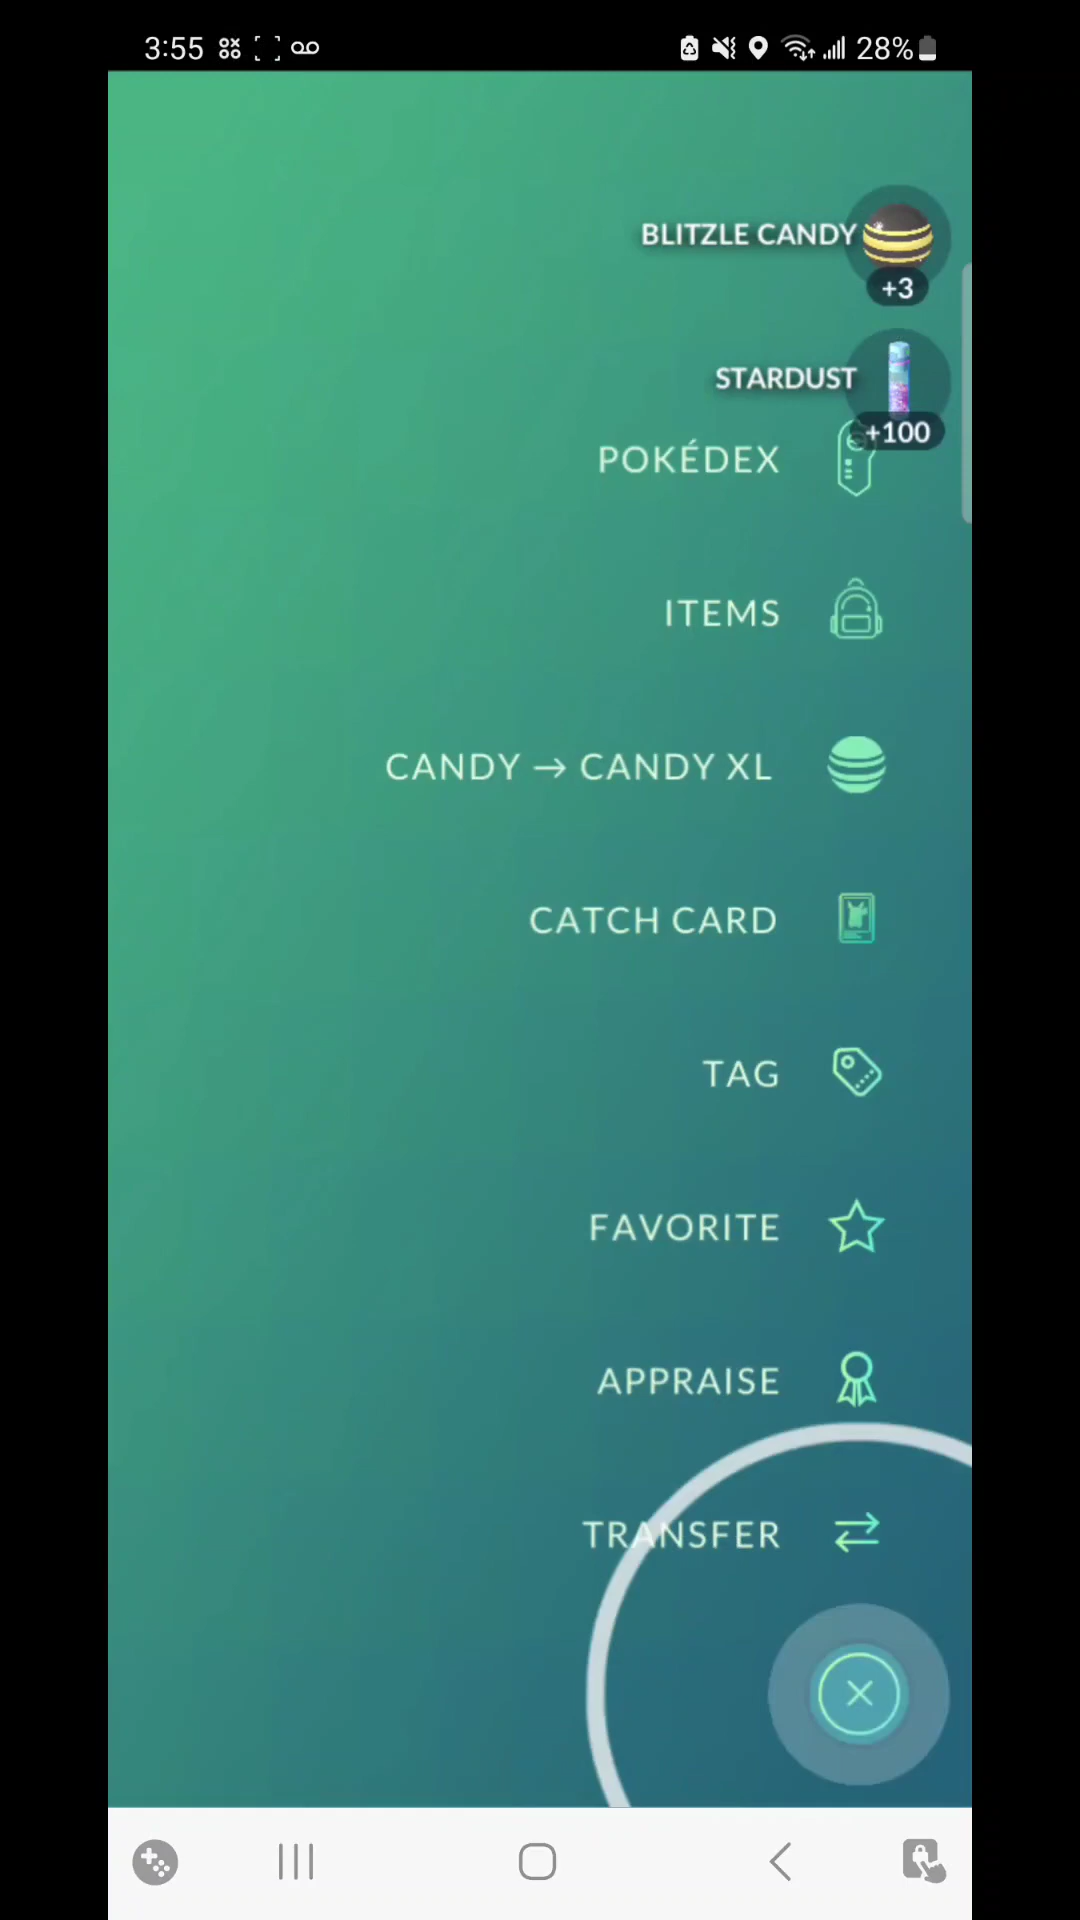 3:55
28%
BLITZLE CANDY
+3
STARDUST
+100
POKÉDEX
ITEMS
CANDY → CANDY XL
CATCH CARD
TAG
FAVORITE
APPRAISE
TRANSFER